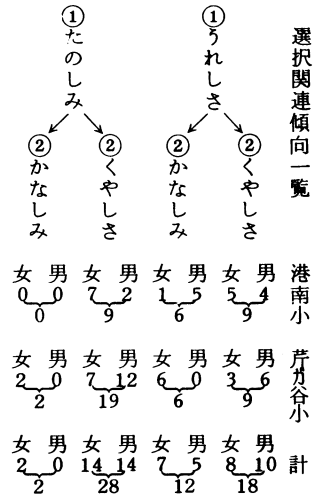 選択関連傾向一覧
①うれしさ
②くやしさ
②かなしみ
①たのしみ
②くやしさ
②かなしみ
港南小
女 男 女 男 女 男 女 男
0 0 7 2 1 5 5 4
0 9 6 9
芹ガ谷小
女 男 女 男 女 男 女 男
2 0 7 12 6 0 3 6
2 19 6 9
計
女 男 女 男 女 男 女 男
2 0 14 14 7 5 8 10
2 28 12 18